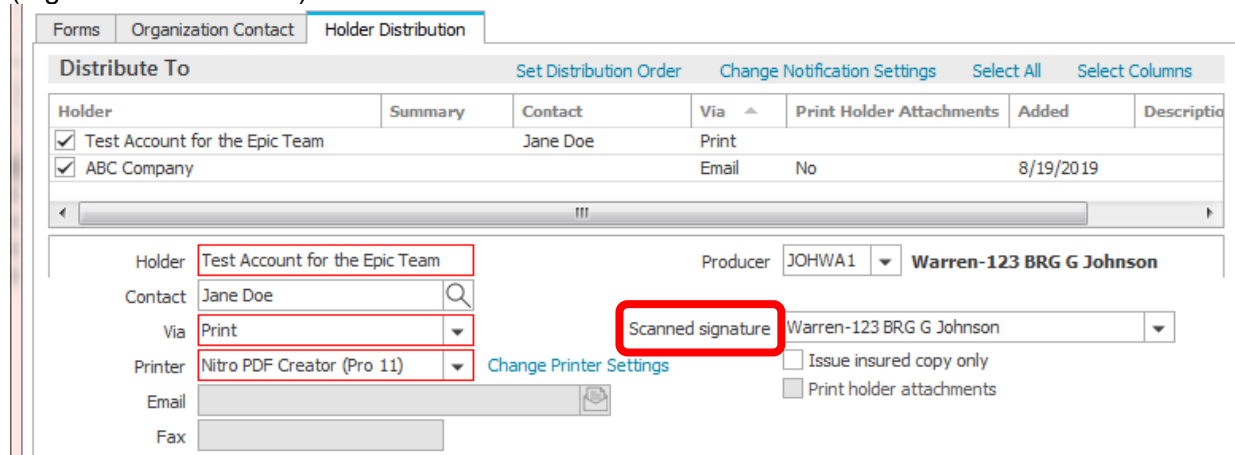 Forms Organization Contact Holder Distribution
Distribute To Set Distribution Order Change Notification Settings Select All Select Columns
Holder Summary Contact Via Print Holder Attachments Added Descriptio
Test Account for the Epic Team Jane Doe Print
ABC Company Email No 8/19/2019
Holder Test Account for the Epic Team Producer JOHWA1 Warren-123 BRG G Johnson
Contact Jane Doe
Via Print Scanned signature Warren-123 BRG G Johnson
Printer Nitro PDF Creator (Pro 11) Change Printer Settings Issue insured copy only
Email Print holder attachments
Fax